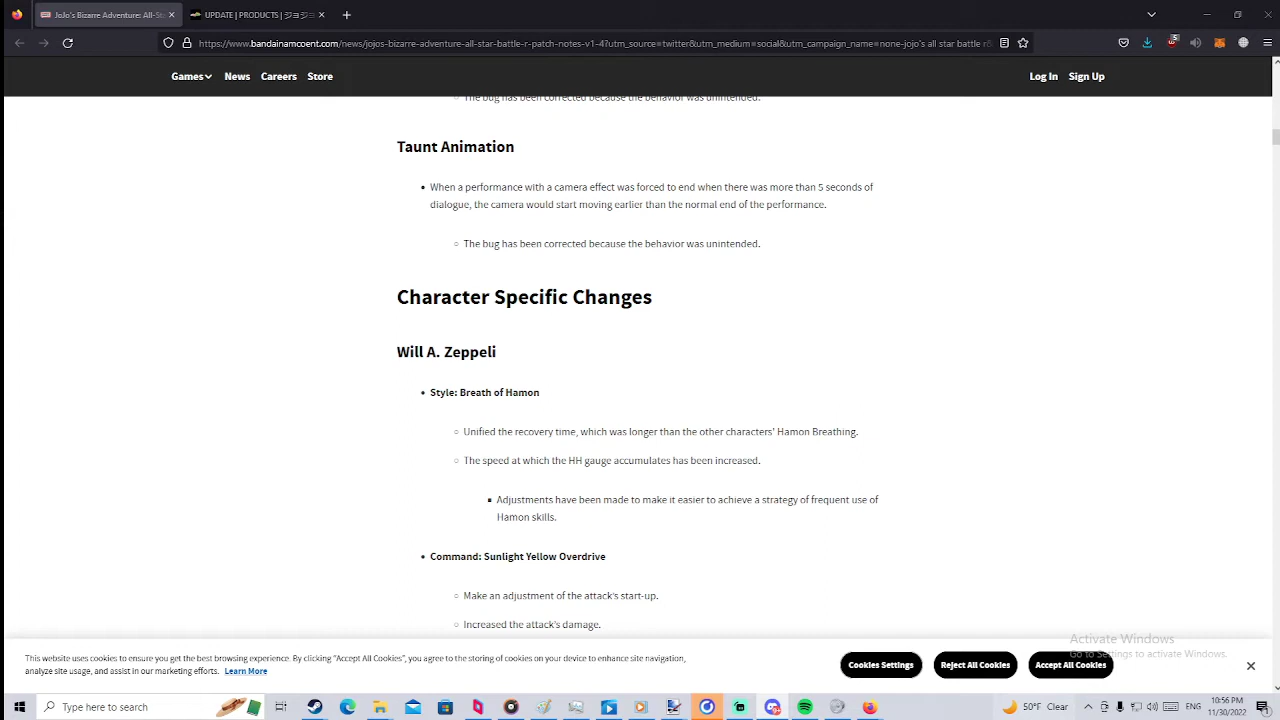 JoJo's Bizarre Adventure: All-Sta
UPDATE | PRODUCTS | ジョジョ
https://www.bandainamcoent.com/news/jojos-bizarre-adventure-all-star-battle-r-patch-notes-v1-4?utm_source=twitter&utm_medium=social&utm_campaign_name=none-jojo's all star battle r
Games News Careers Store Log In Sign Up
The bug has been corrected because the behavior was unintended.
Taunt Animation
• When a performance with a camera effect was forced to end when there was more than 5 seconds of
dialogue, the camera would start moving earlier than the normal end of the performance.
○ The bug has been corrected because the behavior was unintended.
Character Specific Changes
Will A. Zeppeli
• Style: Breath of Hamon
○ Unified the recovery time, which was longer than the other characters' Hamon Breathing.
○ The speed at which the HH gauge accumulates has been increased.
▪ Adjustments have been made to make it easier to achieve a strategy of frequent use of
Hamon skills.
• Command: Sunlight Yellow Overdrive
○ Make an adjustment of the attack's start-up.
○ Increased the attack's damage.
This website uses cookies to ensure you get the best browsing experience. By clicking "Accept All Cookies", you agree to the storing of cookies on your device to enhance site navigation,
analyze site usage, and assist in our marketing efforts. Learn More
Cookies Settings
Reject All Cookies
Accept All Cookies
Activate Windows
Go to Settings to activate Windows.
Type here to search
50°F Clear
ENG
10:56 PM
11/30/2022